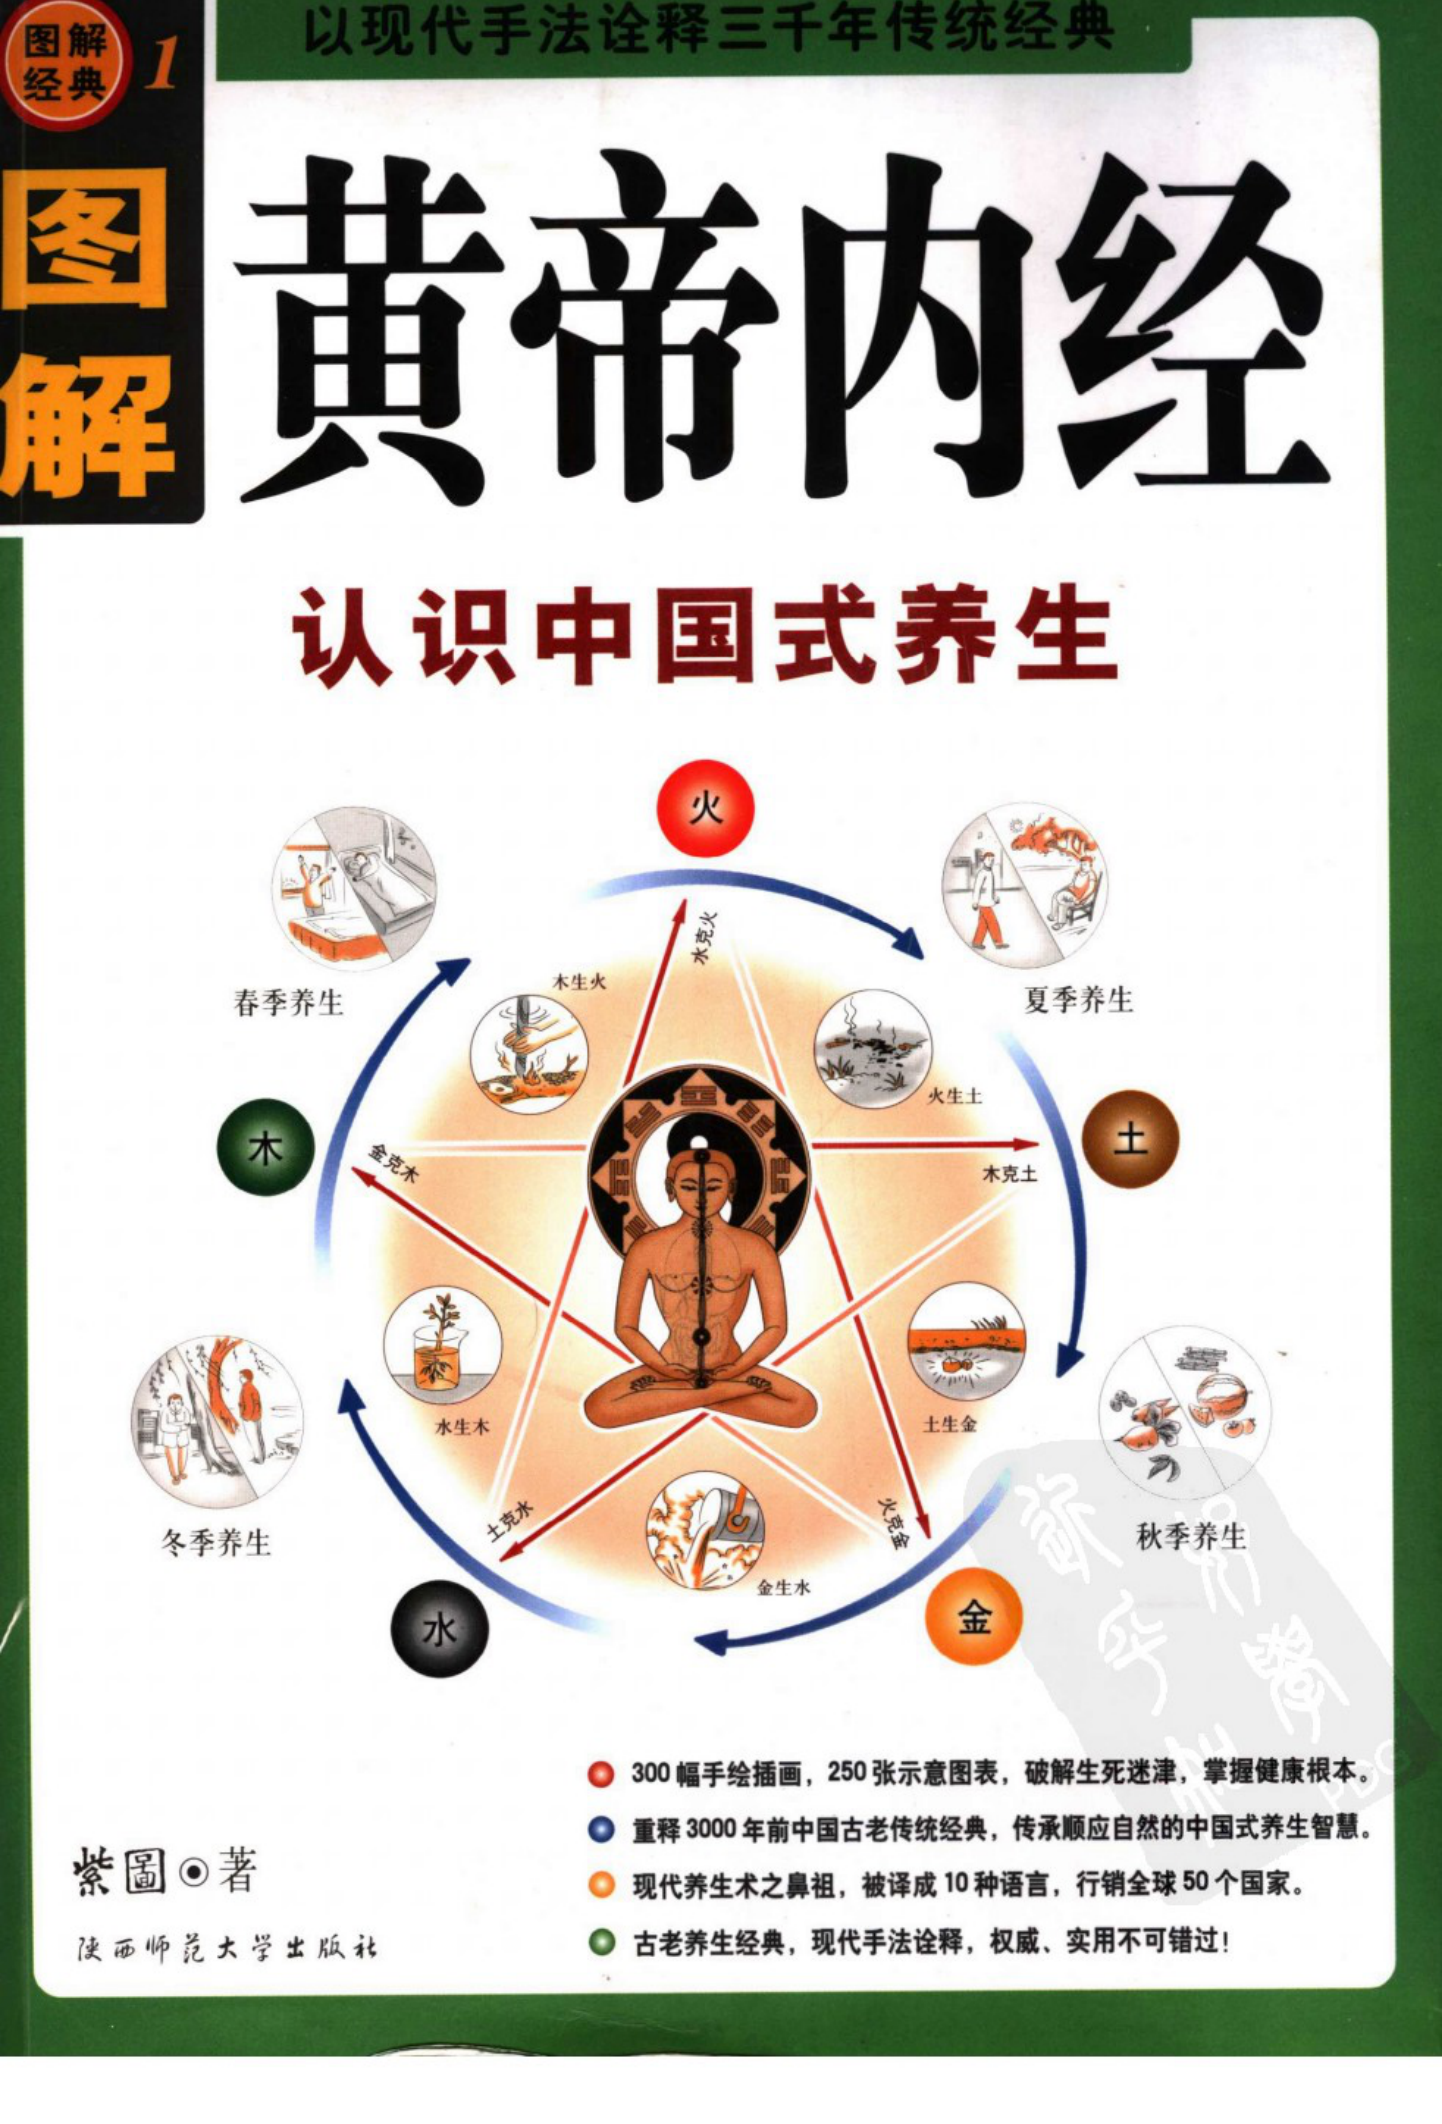 以现代手法诠释三千年传统经典
图解
经典
1
图
解
黄帝内经
认识中国式养生
火
春季养生
夏季养生
水克火
木生火
火生土
木
土
金克木
木克土
水生木
土生金
冬季养生
秋季养生
土克水
火克金
金生水
水
金
300幅手绘插画，250张示意图表，破解生死迷津，掌握健康根本。
重释3000年前中国古老传统经典，传承顺应自然的中国式养生智慧。
现代养生术之鼻祖，被译成10种语言，行销全球50个国家。
古老养生经典，现代手法诠释，权威、实用不可错过！
紫圖⊙著
陕西师范大学出版社
PDG